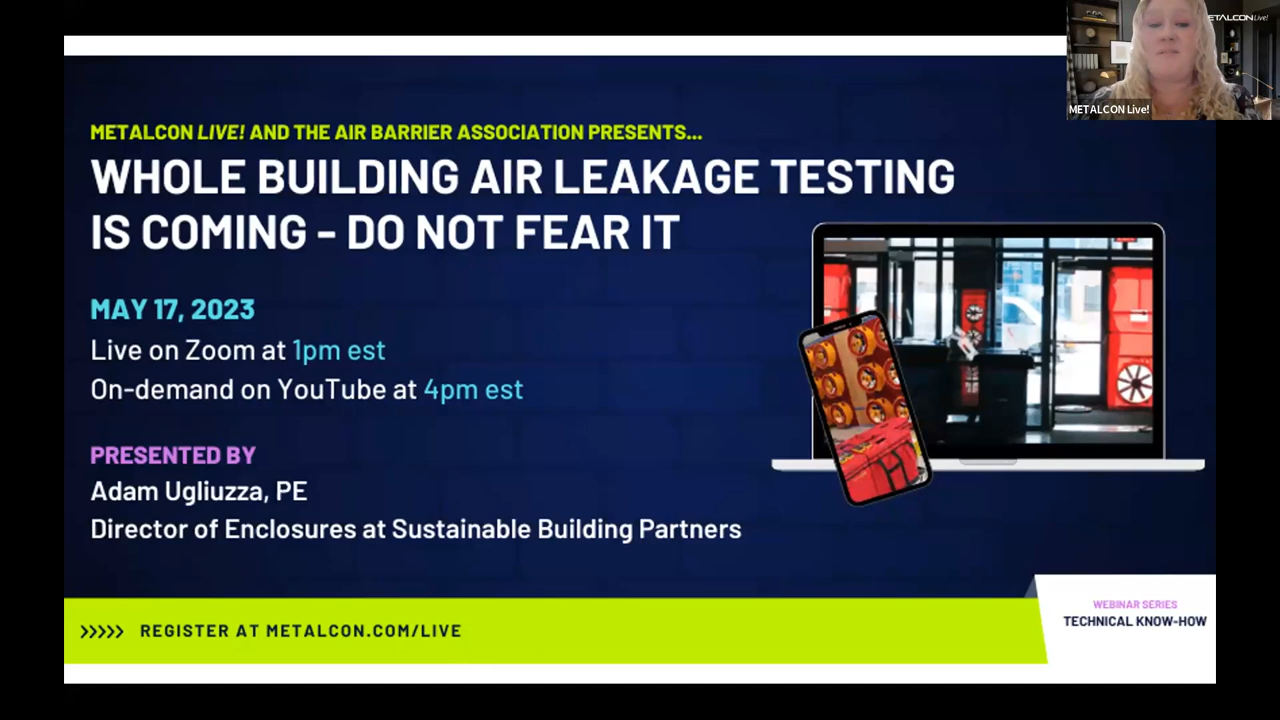 METALCON LIVE! AND THE AIR BARRIER ASSOCIATION PRESENTS...
WHOLE BUILDING AIR LEAKAGE TESTING
IS COMING - DO NOT FEAR IT
MAY 17, 2023
Live on Zoom at 1pm est
On-demand on YouTube at 4pm est
PRESENTED BY
Adam Ugliuzza, PE
Director of Enclosures at Sustainable Building Partners
>>>>> REGISTER AT METALCON.COM/LIVE
WEBINAR SERIES
TECHNICAL KNOW-HOW
ETALCON Live!
METALCON Live!